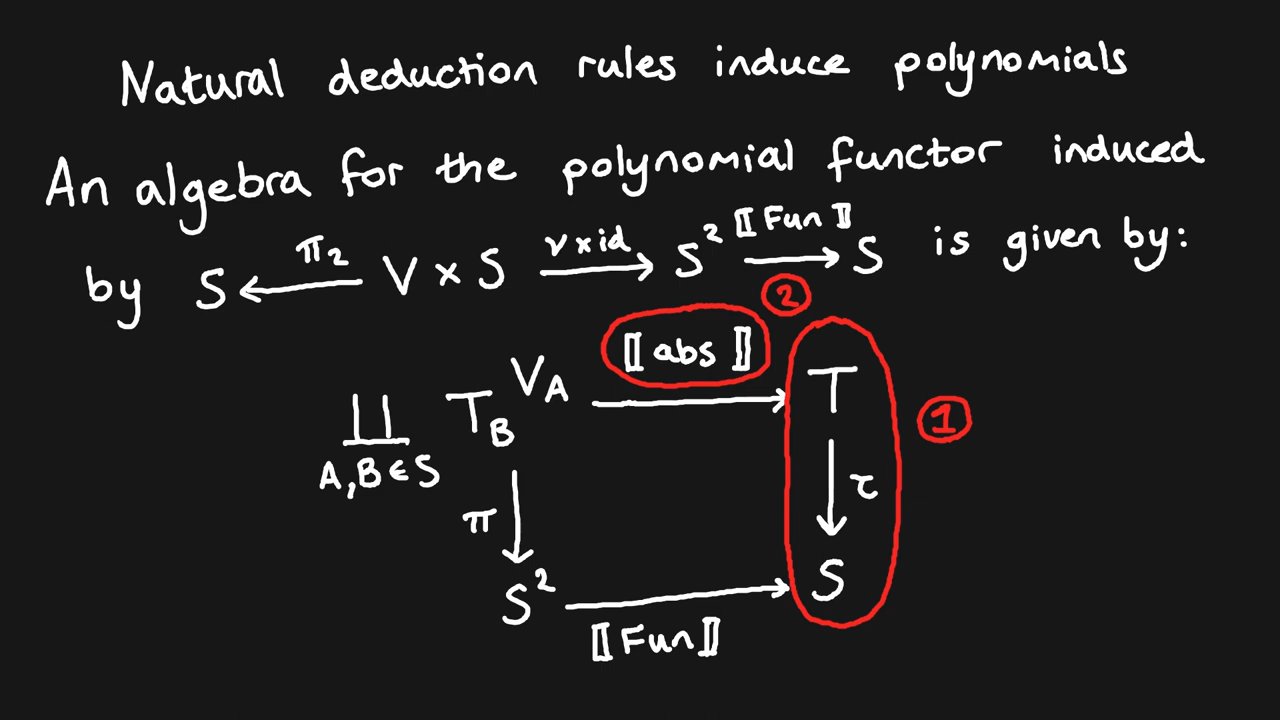 Natural deduction rules induce polynomials
An algebra for the polynomial functor induced
by S ←π₂— V × S —ν×id→ S² —⟦Fun⟧→ S is given by:
②
∐ A,B∈S T_B^{V_A} —⟦abs⟧→ T
①
π τ
S² —⟦Fun⟧→ S